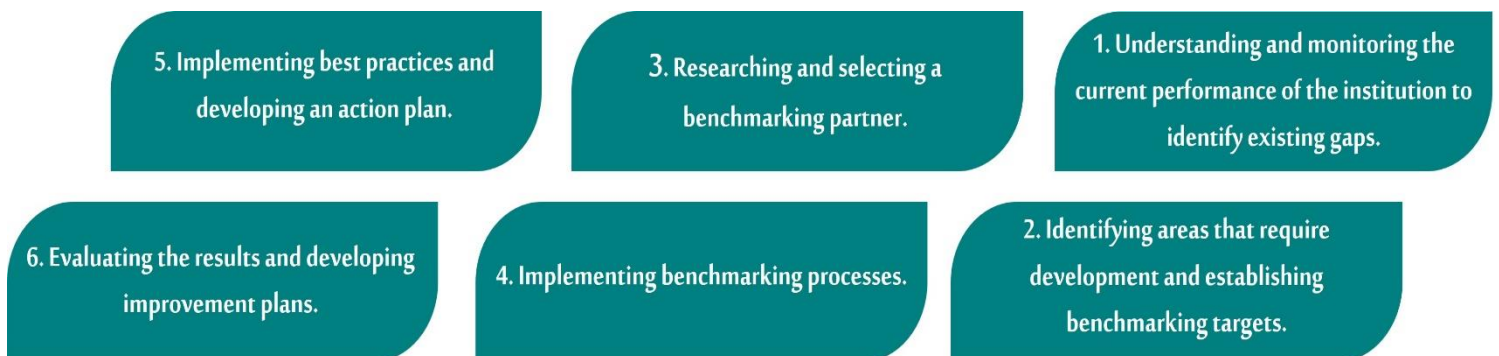 1. Understanding and monitoring the
current performance of the institution to
identify existing gaps.
2. Identifying areas that require
development and establishing
benchmarking targets.
3. Researching and selecting a
benchmarking partner.
4. Implementing benchmarking processes.
5. Implementing best practices and
developing an action plan.
6. Evaluating the results and developing
improvement plans.